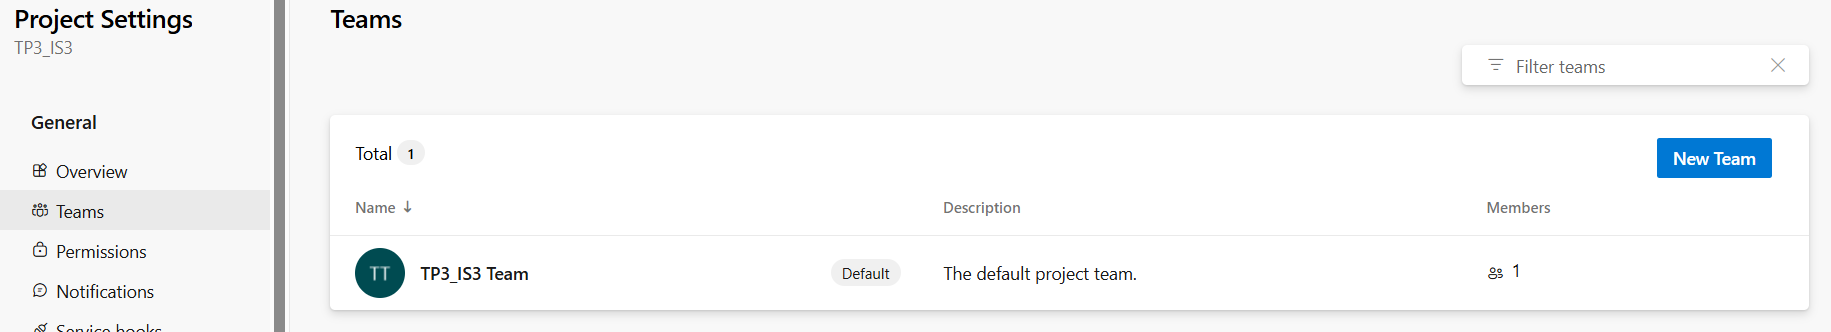 Project Settings
TP3_IS3
General
Overview
Teams
Permissions
Notifications
Service hooks
Teams
Filter teams
Total 1
New Team
Name ↓ Description Members
TT TP3_IS3 Team Default The default project team. 1